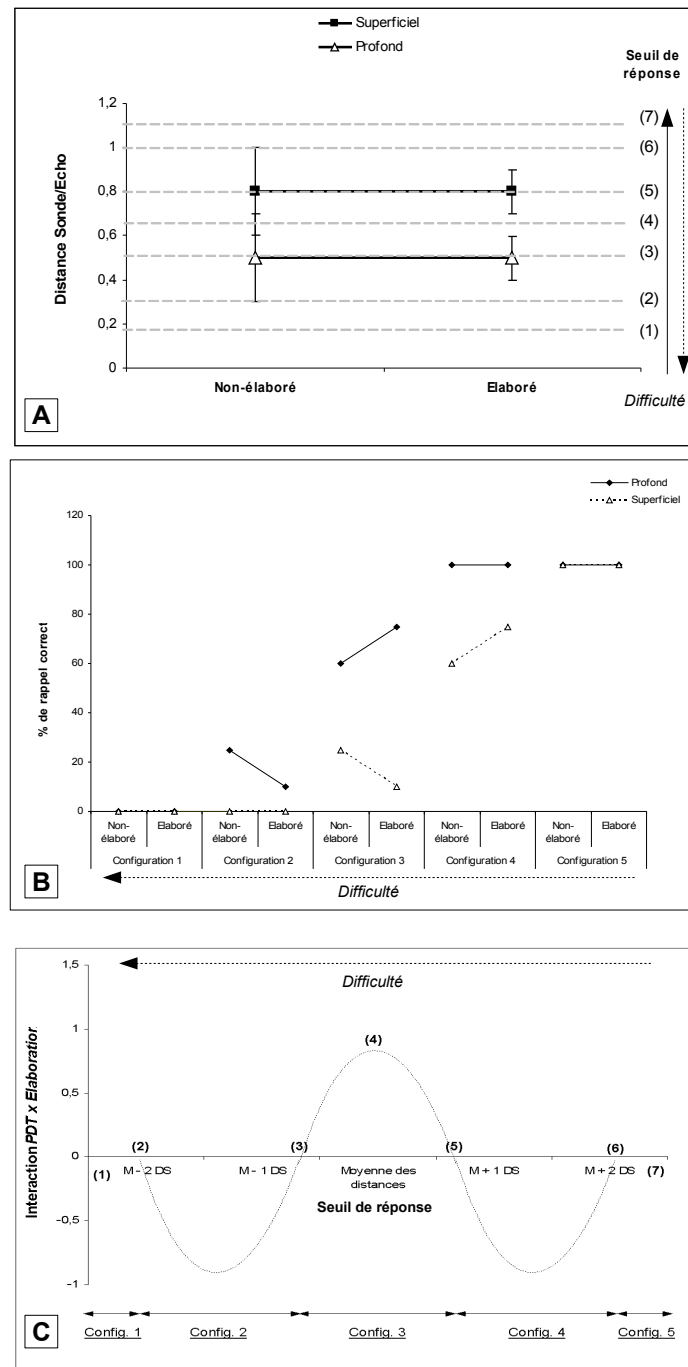 Superficiel
Profond
Seuil de
réponse
1,2
1
0,8
0,6
0,4
0,2
0
Distance Sonde/Echo
(7)
(6)
(5)
(4)
(3)
(2)
(1)
Non-élaboré
Elaboré
Difficulté
A
Profond
Superficiel
120
100
80
60
40
20
0
% de rappel correct
Non-
élaboré
Elaboré
Non-
élaboré
Elaboré
Non-
élaboré
Elaboré
Non-
élaboré
Elaboré
Non-
élaboré
Elaboré
Configuration 1
Configuration 2
Configuration 3
Configuration 4
Configuration 5
Difficulté
B
1,5
1
0,5
0
-0,5
-1
Interaction PDT x Elaboration
Difficulté
(4)
(2)
(3)
(5)
(6)
(1)
M - 2 DS
M - 1 DS
Moyenne des
distances
M + 1 DS
M + 2 DS
(7)
Seuil de réponse
C
Config. 1
Config. 2
Config. 3
Config. 4
Config. 5